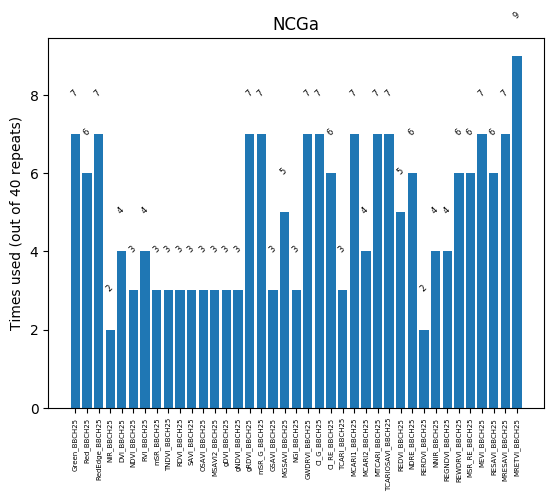 NCGa
Times used (out of 40 repeats)
8
6
4
2
0
7
6
7
2
4
3
4
3
3
3
3
3
3
3
3
7
7
3
5
3
7
7
6
3
7
4
7
7
5
6
2
4
4
6
6
7
6
7
9
Green_BBCH25
Red_BBCH25
RedEdge_BBCH25
NIR_BBCH25
DVI_BBCH25
NDVI_BBCH25
RVI_BBCH25
mSR_BBCH25
TNDVI_BBCH25
RDVI_BBCH25
SAVI_BBCH25
OSAVI_BBCH25
MSAVI2_BBCH25
gDVI_BBCH25
gNDVI_BBCH25
gRDVI_BBCH25
mSR_G_BBCH25
GSAVI_BBCH25
MGSAVI_BBCH25
NGI_BBCH25
GWDRVI_BBCH25
CI_G_BBCH25
CI_RE_BBCH25
TCARI_BBCH25
MCARI1_BBCH25
MCARI2_BBCH25
MTCARI_BBCH25
TCARIOSAVI_BBCH25
REDVI_BBCH25
NDRE_BBCH25
RERDVI_BBCH25
NNIR_BBCH25
REGNDVI_BBCH25
REWDRVI_BBCH25
MSR_RE_BBCH25
MEVI_BBCH25
RESAVI_BBCH25
MRESAVI_BBCH25
MRETVI_BBCH25